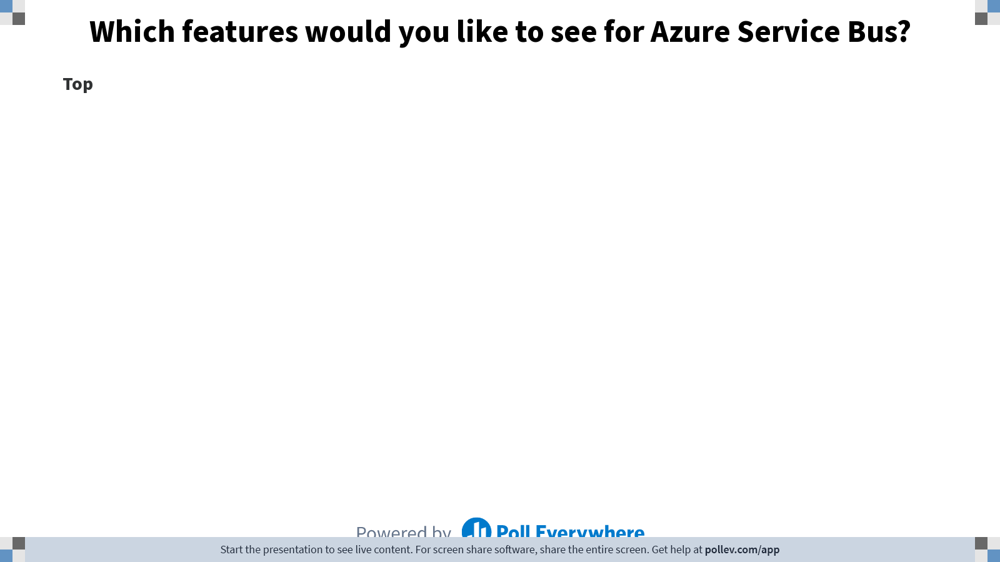 Which features would you like to see for Azure Service Bus?
Top
Powered by Poll Everywhere
Start the presentation to see live content. For screen share software, share the entire screen. Get help at pollev.com/app